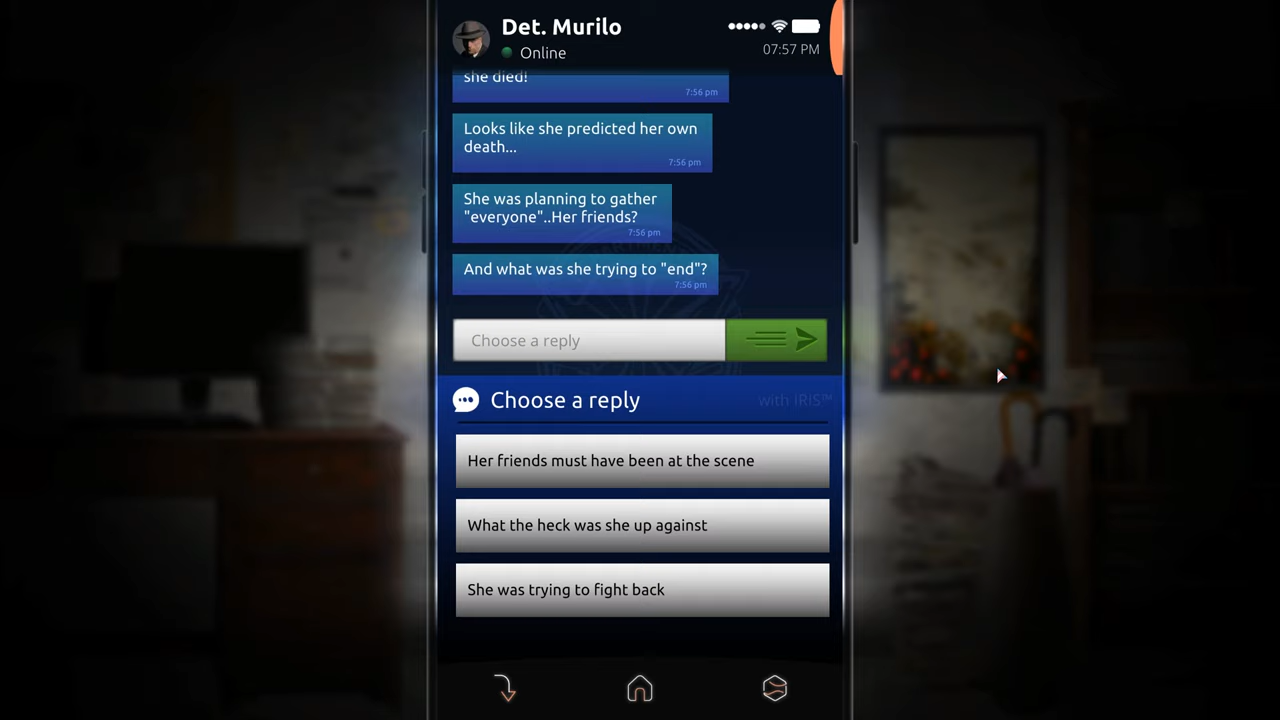 Det. Murilo
Online
07:57 PM
she died!
7:56 pm
Looks like she predicted her own
death...
7:56 pm
She was planning to gather
"everyone"..Her friends?
7:56 pm
And what was she trying to "end"?
7:56 pm
Choose a reply
Choose a reply
with IRIS™
Her friends must have been at the scene
What the heck was she up against
She was trying to fight back